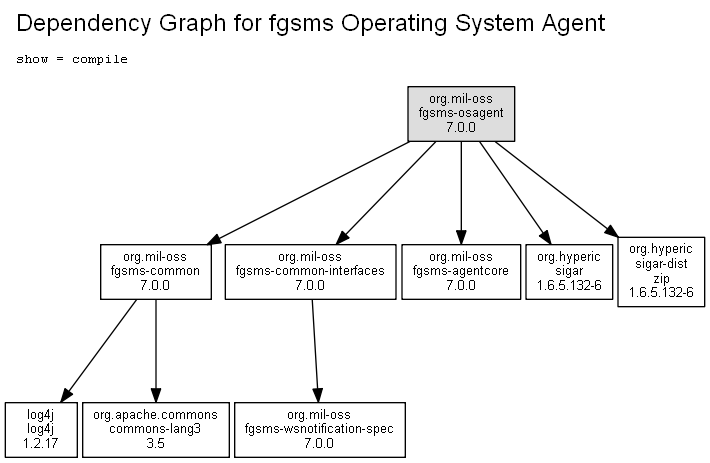 Dependency Graph for fgsms Operating System Agent
show = compile
org.mil-oss
fgsms-osagent
7.0.0
org.mil-oss
fgsms-common
7.0.0
org.mil-oss
fgsms-common-interfaces
7.0.0
org.mil-oss
fgsms-agentcore
7.0.0
org.hyperic
sigar
1.6.5.132-6
org.hyperic
sigar-dist
zip
1.6.5.132-6
log4j
log4j
1.2.17
org.apache.commons
commons-lang3
3.5
org.mil-oss
fgsms-wsnotification-spec
7.0.0